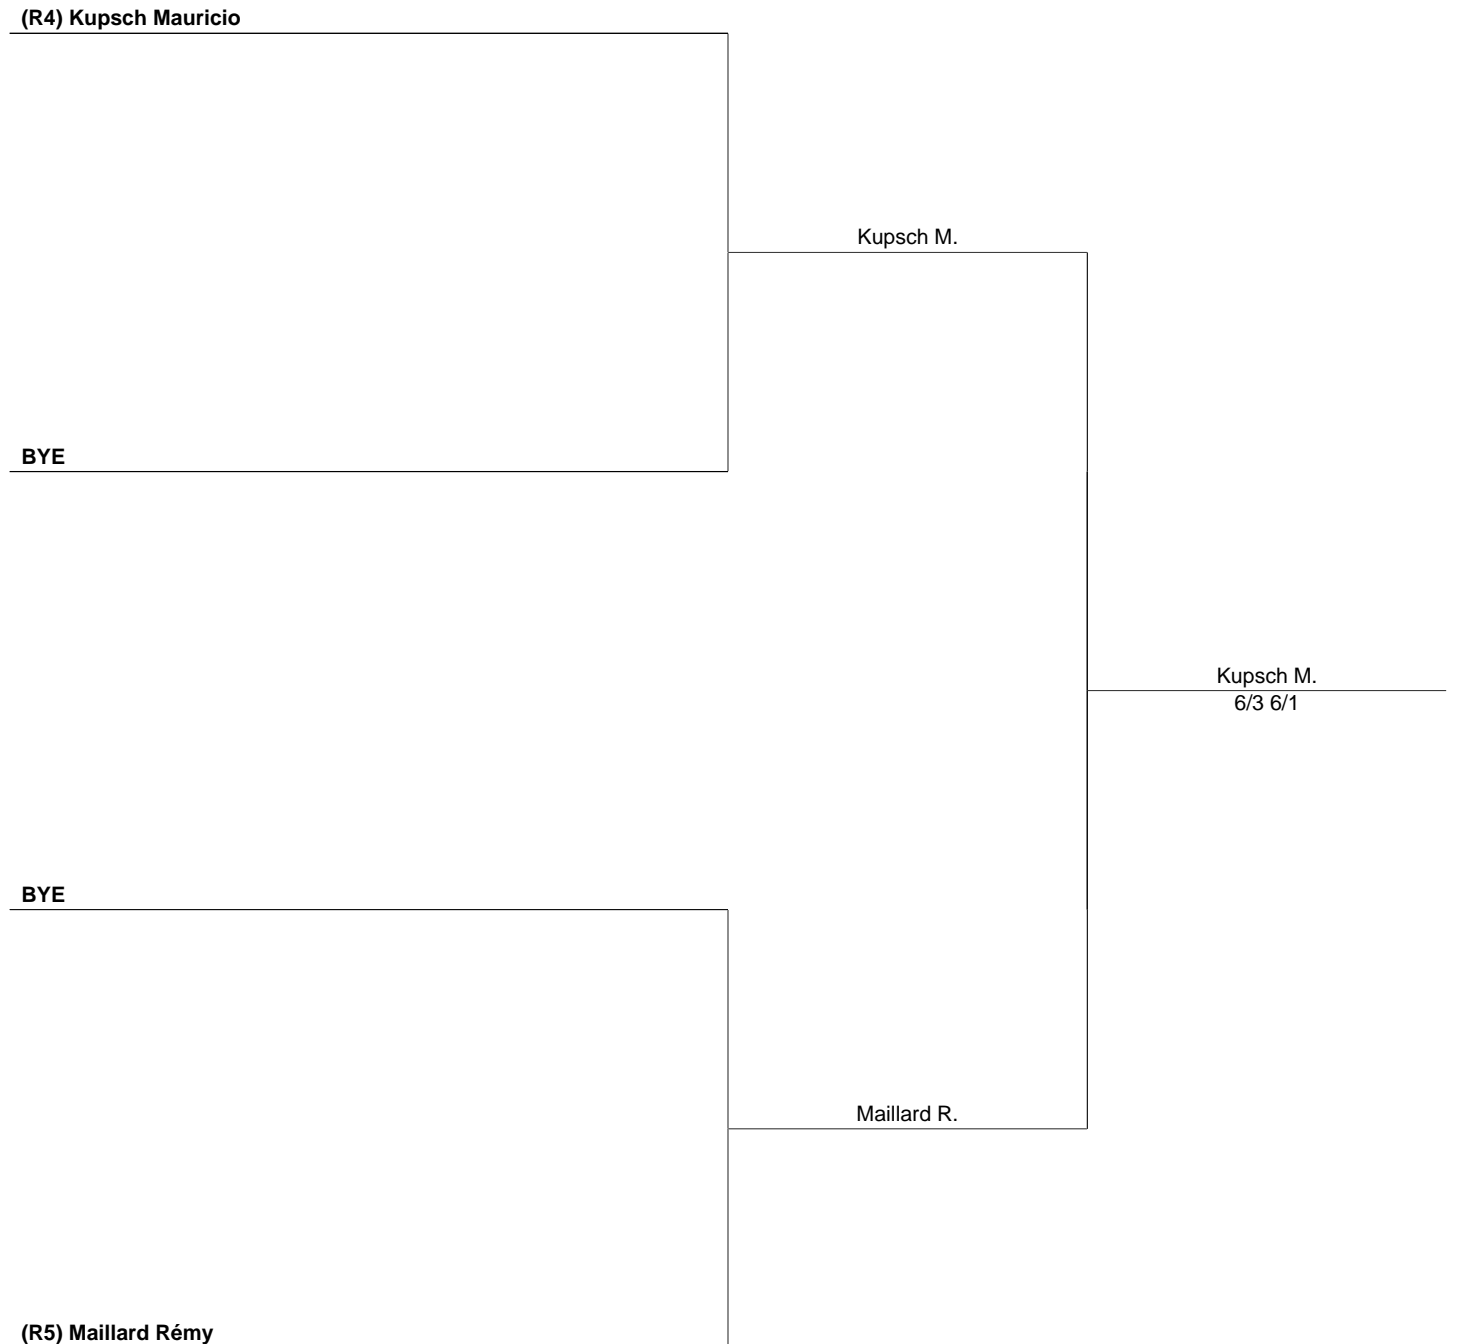 (R4) Kupsch Mauricio
Kupsch M.
BYE
Kupsch M.
6/3 6/1
BYE
Maillard R.
(R5) Maillard Rémy